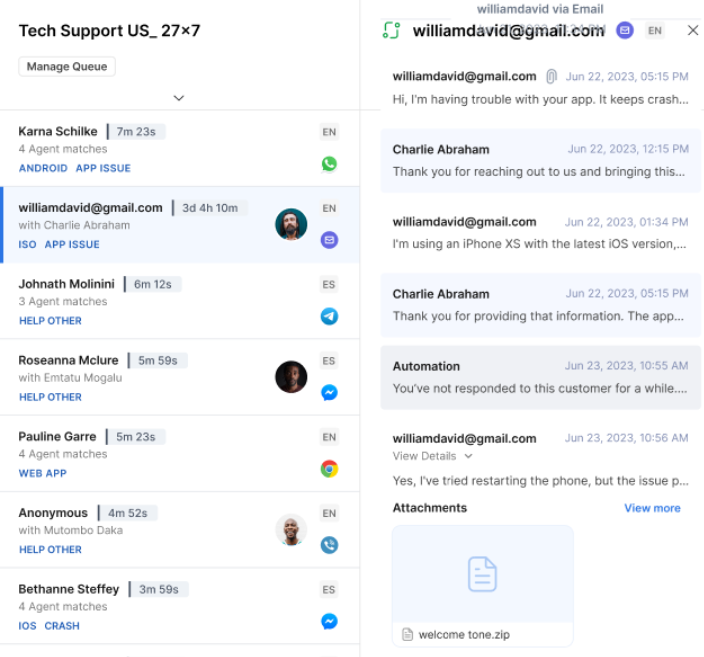 Tech Support US_ 27×7
Manage Queue
Karna Schilke 7m 23s EN
4 Agent matches
ANDROID APP ISSUE
williamdavid@gmail.com 3d 4h 10m EN
with Charlie Abraham
ISO APP ISSUE
Johnath Molinini 6m 12s ES
3 Agent matches
HELP OTHER
Roseanna Mclure 5m 59s ES
with Emtatu Mogalu
HELP OTHER
Pauline Garre 5m 23s EN
4 Agent matches
WEB APP
Anonymous 4m 52s EN
with Mutombo Daka
HELP OTHER
Bethanne Steffey 3m 59s ES
4 Agent matches
IOS CRASH
williamdavid via Email
williamdavid@gmail.com EN
williamdavid@gmail.com Jun 22, 2023, 05:15 PM
Hi, I'm having trouble with your app. It keeps crash...
Charlie Abraham Jun 22, 2023, 12:15 PM
Thank you for reaching out to us and bringing this...
williamdavid@gmail.com Jun 22, 2023, 01:34 PM
I'm using an iPhone XS with the latest iOS version,...
Charlie Abraham Jun 22, 2023, 05:15 PM
Thank you for providing that information. The app...
Automation Jun 23, 2023, 10:55 AM
You've not responded to this customer for a while....
williamdavid@gmail.com Jun 23, 2023, 10:56 AM
View Details
Yes, I've tried restarting the phone, but the issue p...
Attachments View more
welcome tone.zip